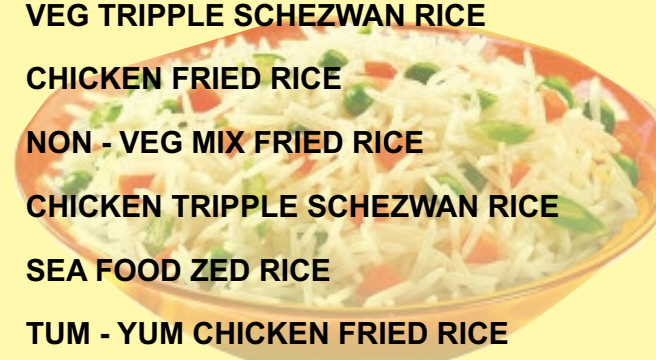 VEG TRIPPLE SCHEZWAN RICE
CHICKEN FRIED RICE
NON - VEG MIX FRIED RICE
CHICKEN TRIPPLE SCHEZWAN RICE
SEA FOOD ZED RICE
TUM - YUM CHICKEN FRIED RICE